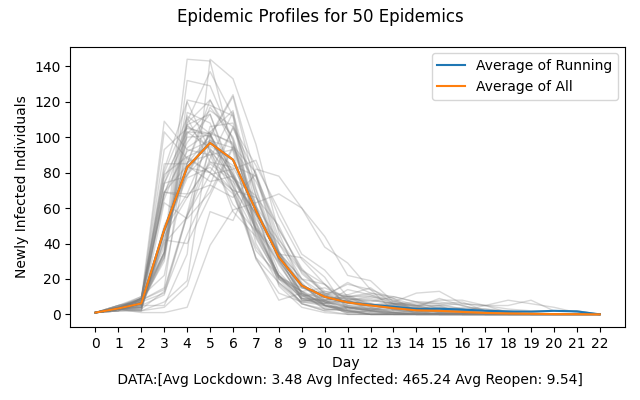 Epidemic Profiles for 50 Epidemics
Newly Infected Individuals
140
120
100
80
60
40
20
0
Average of Running
Average of All
0 1 2 3 4 5 6 7 8 9 10 11 12 13 14 15 16 17 18 19 20 21 22
Day
DATA:[Avg Lockdown: 3.48 Avg Infected: 465.24 Avg Reopen: 9.54]